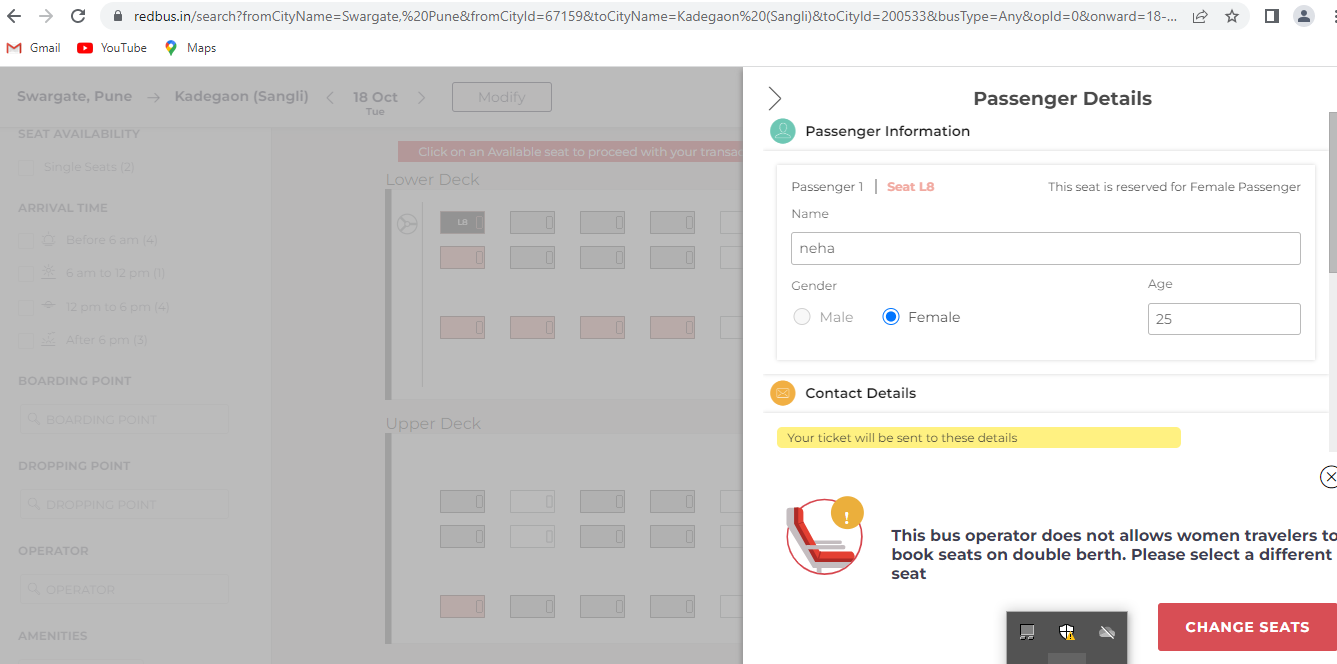 redbus.in/search?fromCityName=Swargate,%20Pune&fromCityId=67159&toCityName=Kadegaon%20(Sangli)&toCityId=200533&busType=Any&opId=0&onward=18-...
Gmail YouTube Maps
Swargate, Pune → Kadegaon (Sangli) < 18 Oct > Modify
Tue
SEAT AVAILABILITY
Single Seats (2)
ARRIVAL TIME
Before 6 am (4)
6 am to 12 pm (1)
12 pm to 6 pm (4)
After 6 pm (3)
BOARDING POINT
BOARDING POINT
DROPPING POINT
DROPPING POINT
OPERATOR
OPERATOR
AMENITIES
Click on an Available seat to proceed with your transac
Lower Deck
L8
Upper Deck
Passenger Details
Passenger Information
Passenger 1 | Seat L8 This seat is reserved for Female Passenger
Name
neha
Gender Age
Male Female 25
Contact Details
Your ticket will be sent to these details
!
This bus operator does not allows women travelers to
book seats on double berth. Please select a different
seat
CHANGE SEATS